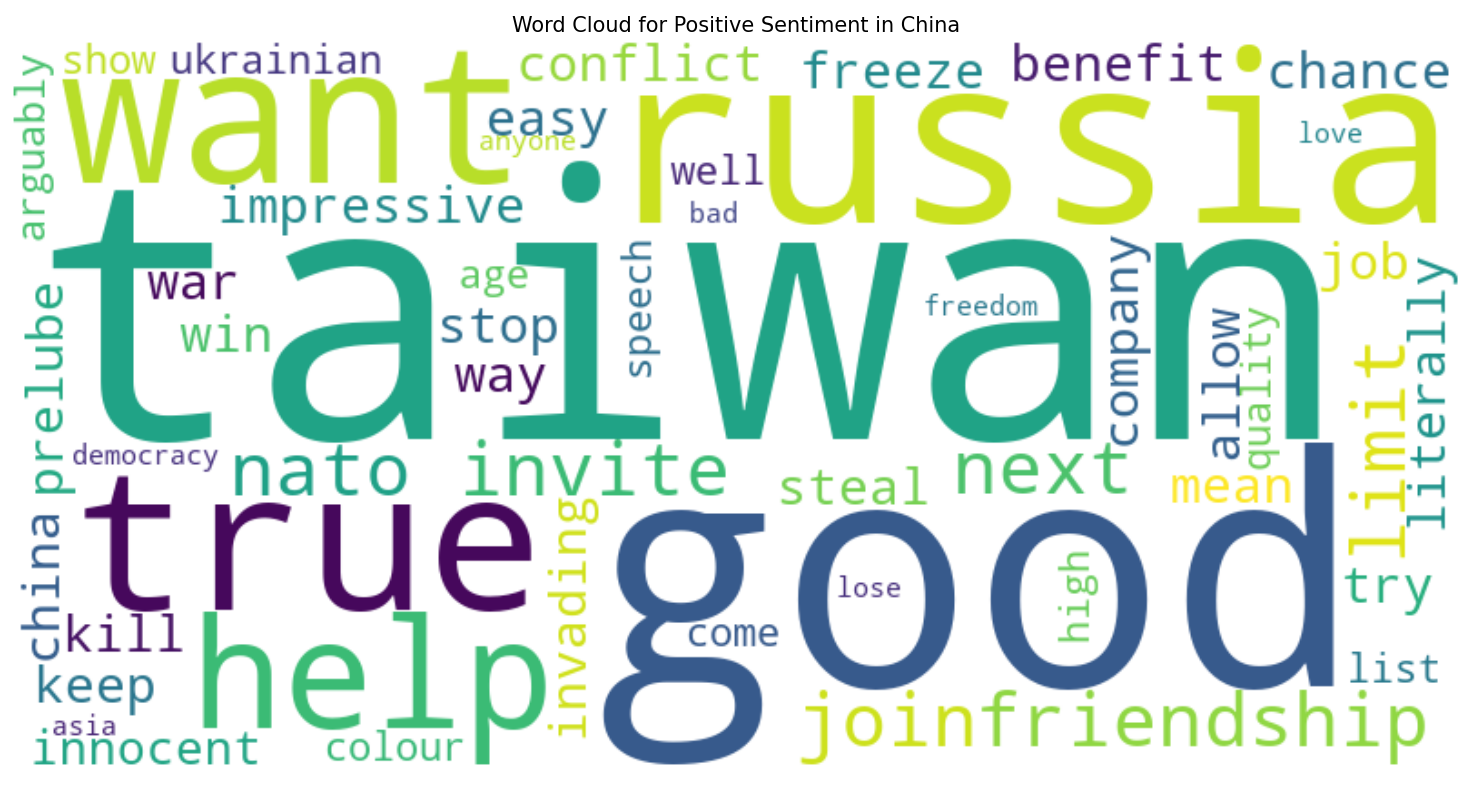 Word Cloud for Positive Sentiment in China
show
ukrainian
conflict
freeze
benefit
chance
arguably
want
easy
anyone
russia
well
love
impressive
bad
taiwan
war
age
win
stop
way
speech
freedom
company
allow
quality
job
literally
limit
prelube
democracy
nato
invite
steal
next
mean
true
good
china
invading
lose
high
try
kill
help
come
keep
list
asia
innocent
colour
join
friendship